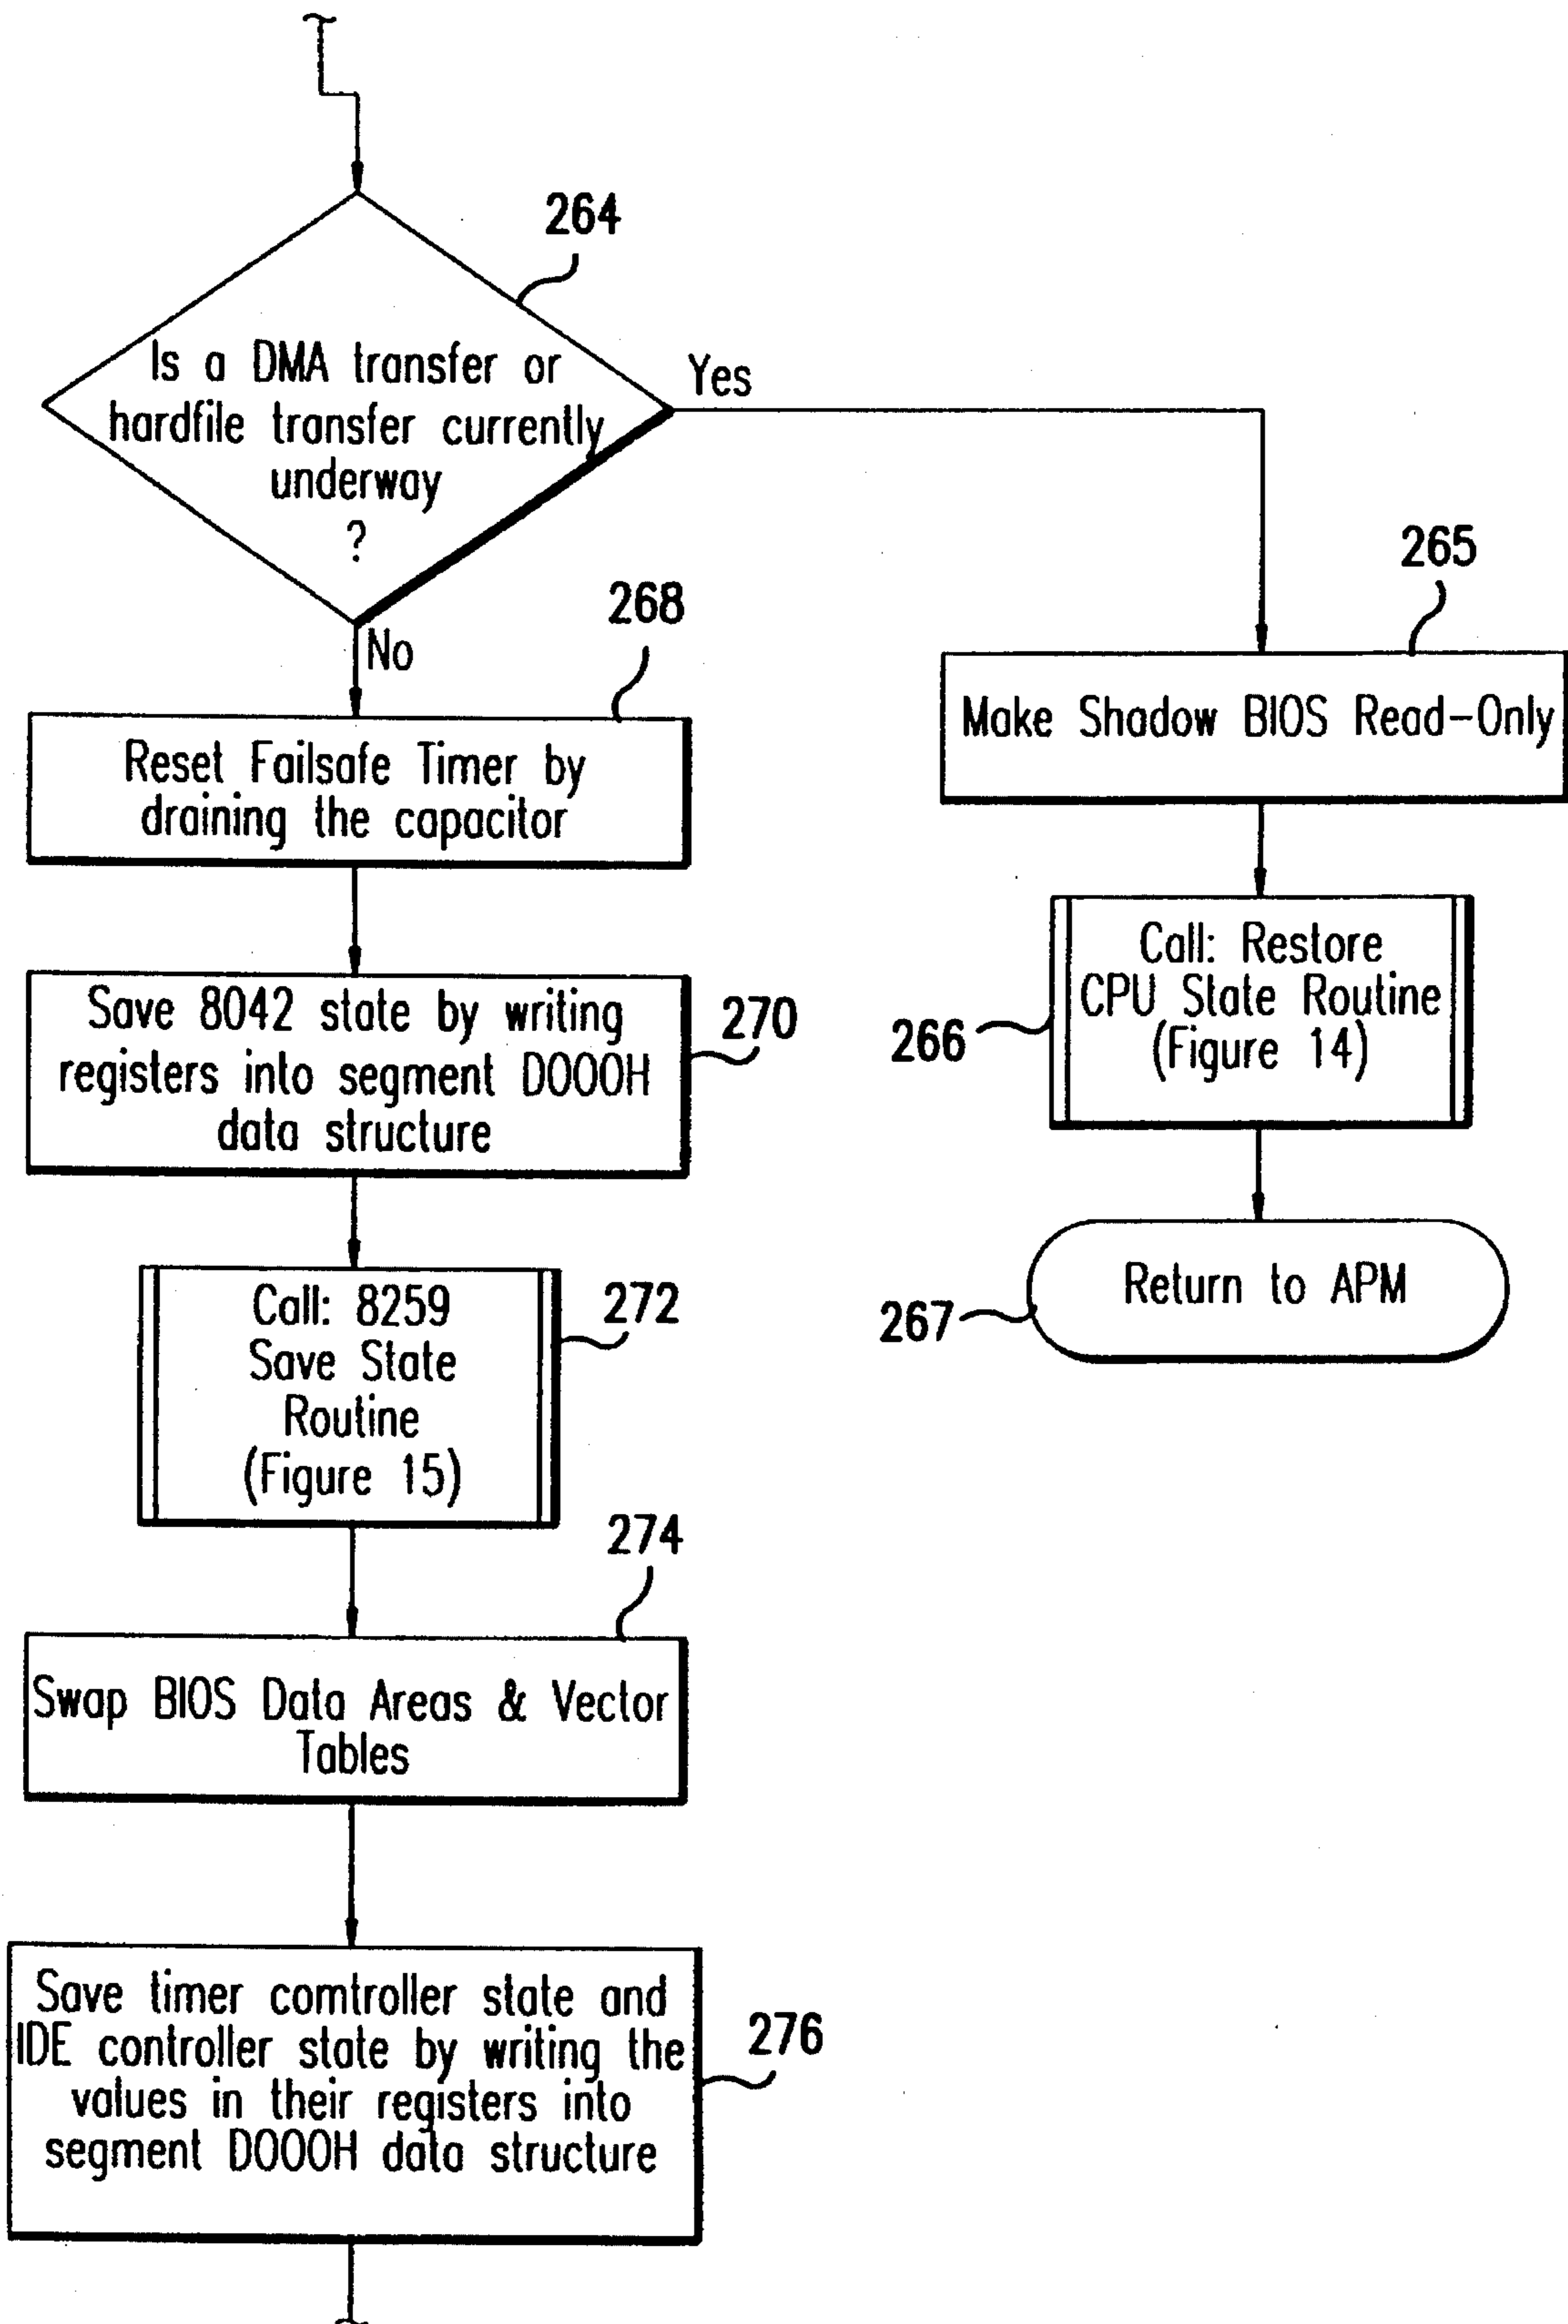 264
Is a DMA transfer or
hardfile transfer currently
underway
?
Yes
No
265
Make Shadow BIOS Read-Only
266
Call: Restore
CPU State Routine
(Figure 14)
267
Return to APM
268
Reset Failsafe Timer by
draining the capacitor
270
Save 8042 state by writing
registers into segment D000H
data structure
272
Call: 8259
Save State
Routine
(Figure 15)
274
Swap BIOS Data Areas & Vector
Tables
276
Save timer comtroller state and
IDE controller state by writing the
values in their registers into
segment D000H data structure